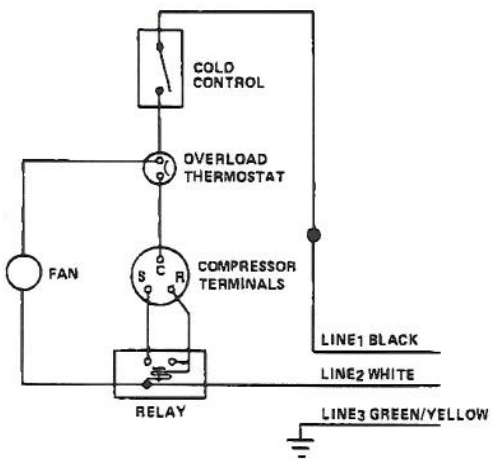 COLD
CONTROL
OVERLOAD
THERMOSTAT
C
S R
COMPRESSOR
TERMINALS
FAN
LINE1 BLACK
LINE2 WHITE
RELAY
LINE3 GREEN/YELLOW